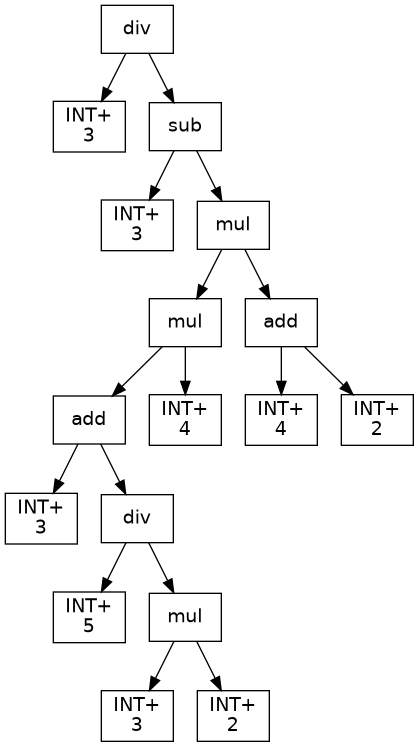 div
INT+
3
sub
INT+
3
mul
mul
add
add
INT+
4
INT+
4
INT+
2
INT+
3
div
INT+
5
mul
INT+
3
INT+
2